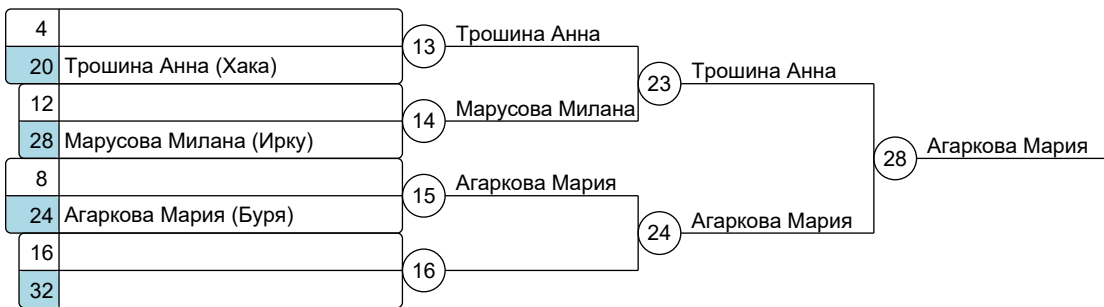 4
13
Трошина Анна
20 Трошина Анна (Хака)
23
Трошина Анна
12
14
Марусова Милана
28 Марусова Милана (Ирку)
28
Агаркова Мария
8
15
Агаркова Мария
24 Агаркова Мария (Буря)
24
Агаркова Мария
16
16
32